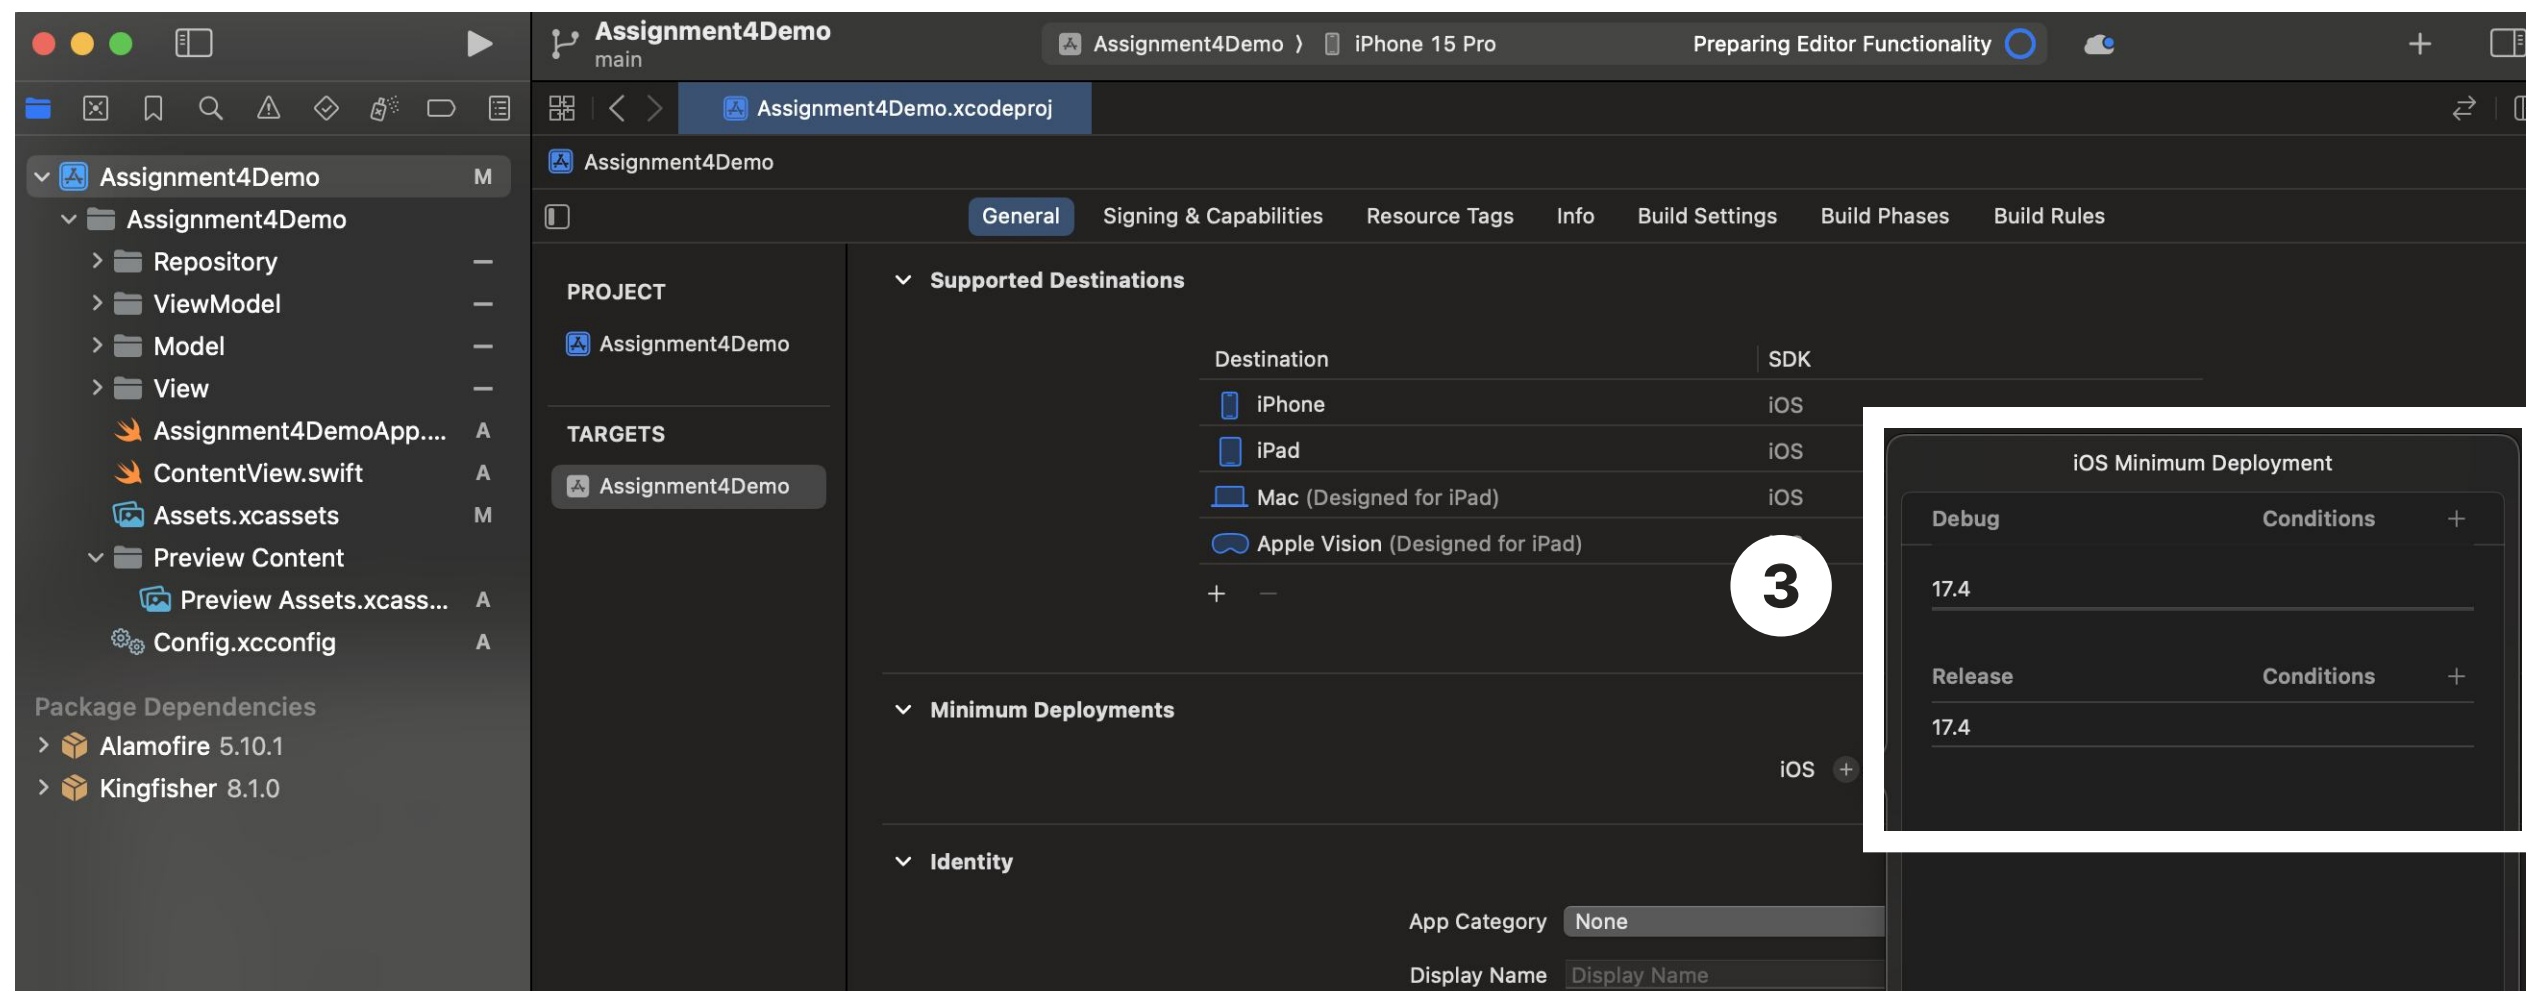 Assignment4Demo
main
Assignment4Demo
iPhone 15 Pro
Preparing Editor Functionality
Assignment4Demo.xcodeproj
Assignment4Demo M
Assignment4Demo
Repository
ViewModel
Model
View
Assignment4DemoApp.... A
ContentView.swift A
Assets.xcassets M
Preview Content
Preview Assets.xcass... A
Config.xcconfig A
Package Dependencies
Alamofire 5.10.1
Kingfisher 8.1.0
Assignment4Demo
General Signing & Capabilities Resource Tags Info Build Settings Build Phases Build Rules
PROJECT
Assignment4Demo
TARGETS
Assignment4Demo
Supported Destinations
Destination SDK
iPhone iOS
iPad iOS
Mac (Designed for iPad) iOS
Apple Vision (Designed for iPad)
3
Minimum Deployments
iOS
Identity
App Category None
Display Name Display Name
iOS Minimum Deployment
Debug Conditions
17.4
Release Conditions
17.4